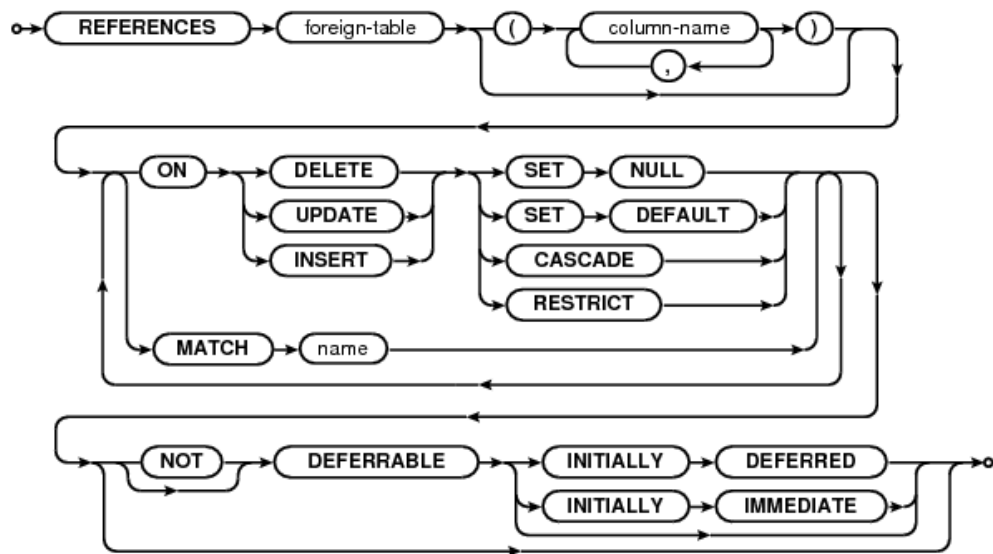 REFERENCES foreign-table ( column-name )
,
ON DELETE SET NULL
UPDATE SET DEFAULT
INSERT CASCADE
RESTRICT
MATCH name
NOT DEFERRABLE INITIALLY DEFERRED
INITIALLY IMMEDIATE